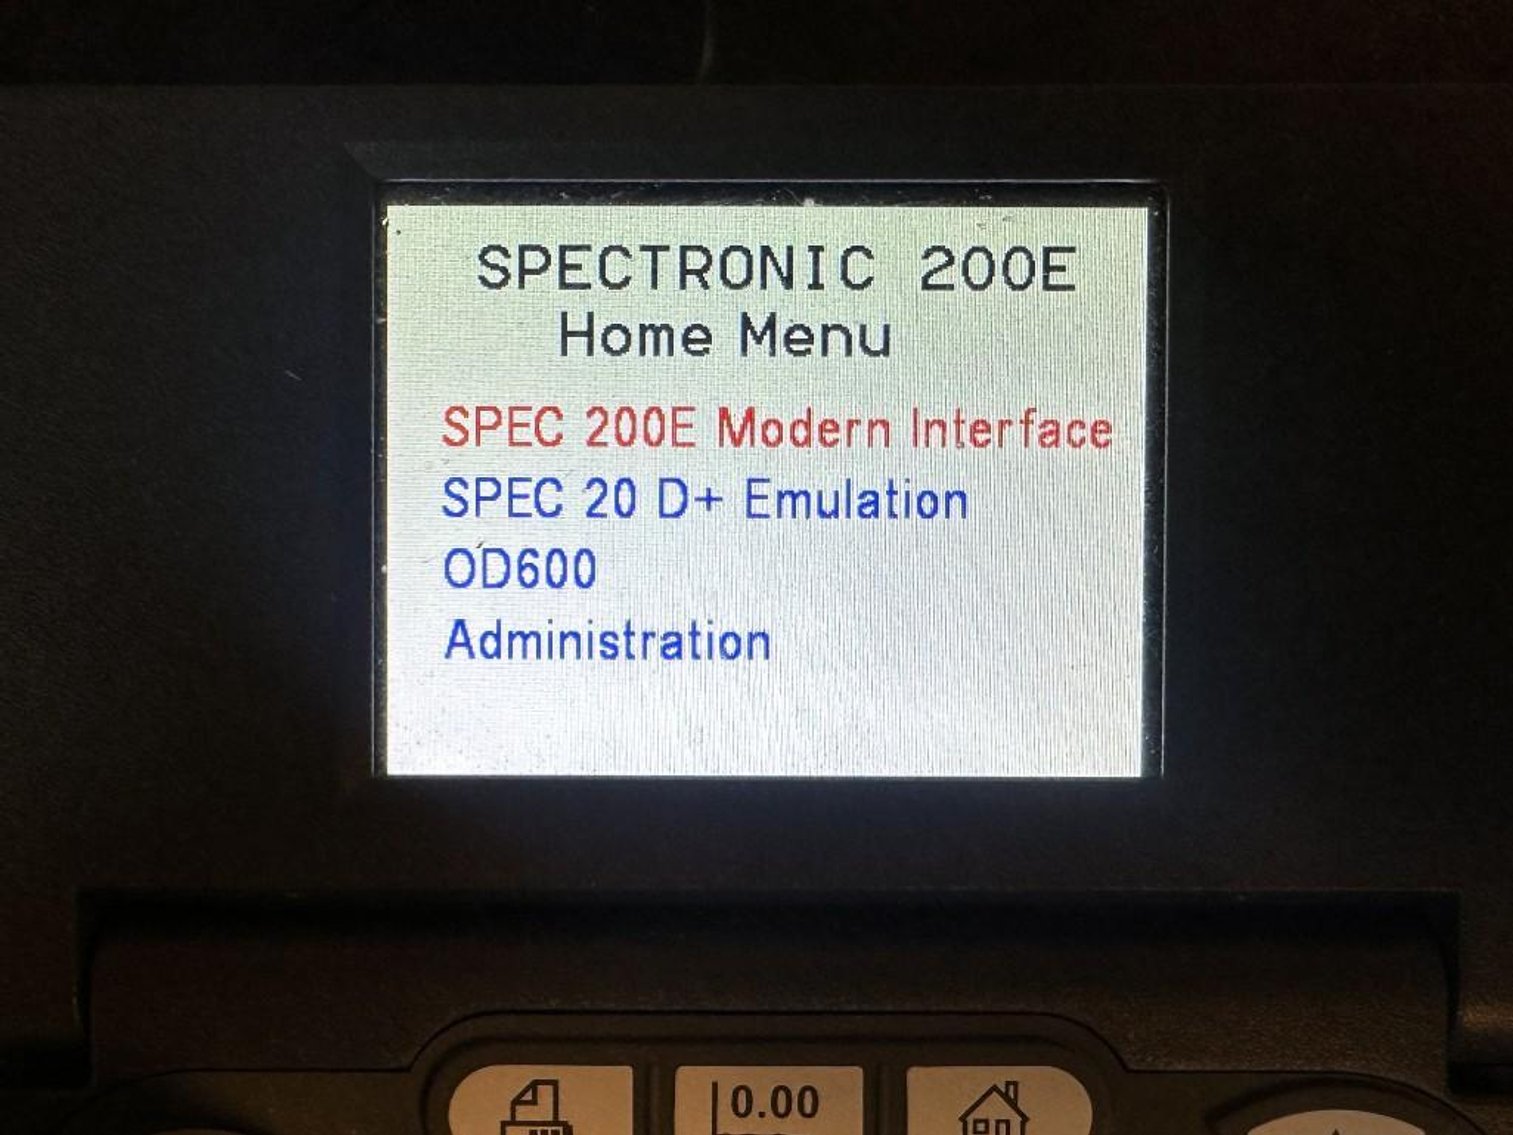 SPECTRONIC 200E
Home Menu
SPEC 200E Modern Interface
SPEC 20 D+ Emulation
OD600
Administration
0.00